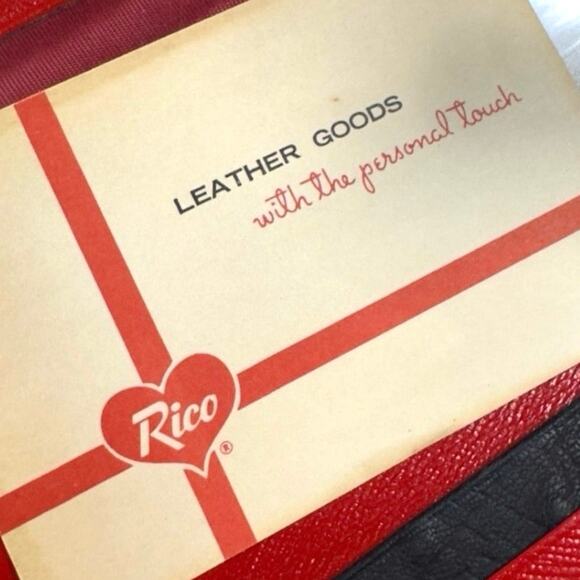 LEATHER GOODS
with the personal touch
Rico®